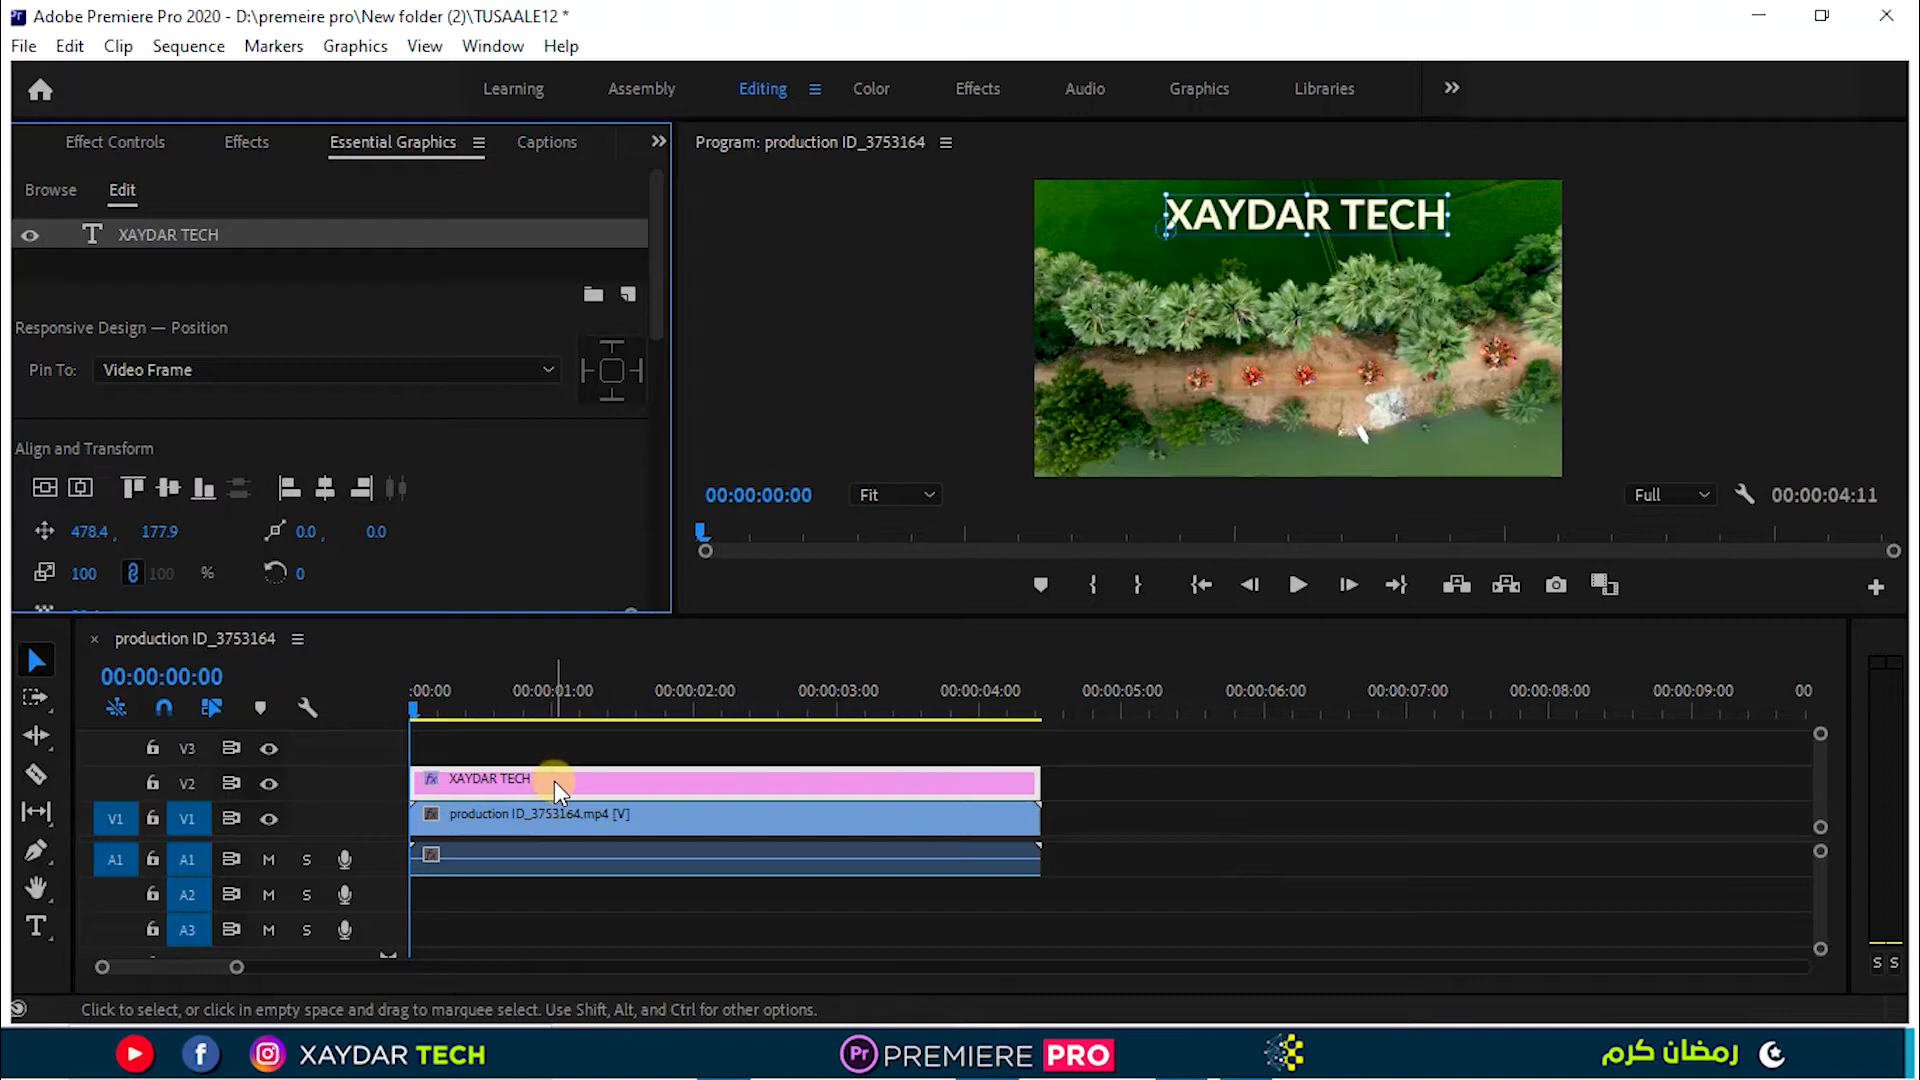 Adobe Premiere Pro 2020 - D:\premeire pro\New folder (2)\TUSAALE12 *
File Edit Clip Sequence Markers Graphics View Window Help
Learning Assembly Editing Color Effects Audio Graphics Libraries
Effect Controls Effects Essential Graphics Captions
Program: production ID_3753164
Browse Edit
XAYDAR TECH
XAYDAR TECH
Responsive Design — Position
Pin To: Video Frame
Align and Transform
478.4 , 177.9 0.0 , 0.0
100 100 % 0
00:00:00:00 Fit Full 00:00:04:11
production ID_3753164
00:00:00:00
:00:00 00:00:01:00 00:00:02:00 00:00:03:00 00:00:04:00 00:00:05:00 00:00:06:00 00:00:07:00 00:00:08:00 00:00:09:00 00
V3
V2 fx XAYDAR TECH
V1 V1 fx production ID_3753164.mp4 [V]
A1 A1 M S fx
A2 M S
A3 M S
S S
Click to select, or click in empty space and drag to marquee select. Use Shift, Alt, and Ctrl for other options.
XAYDAR TECH Pr PREMIERE PRO رمضان كرم